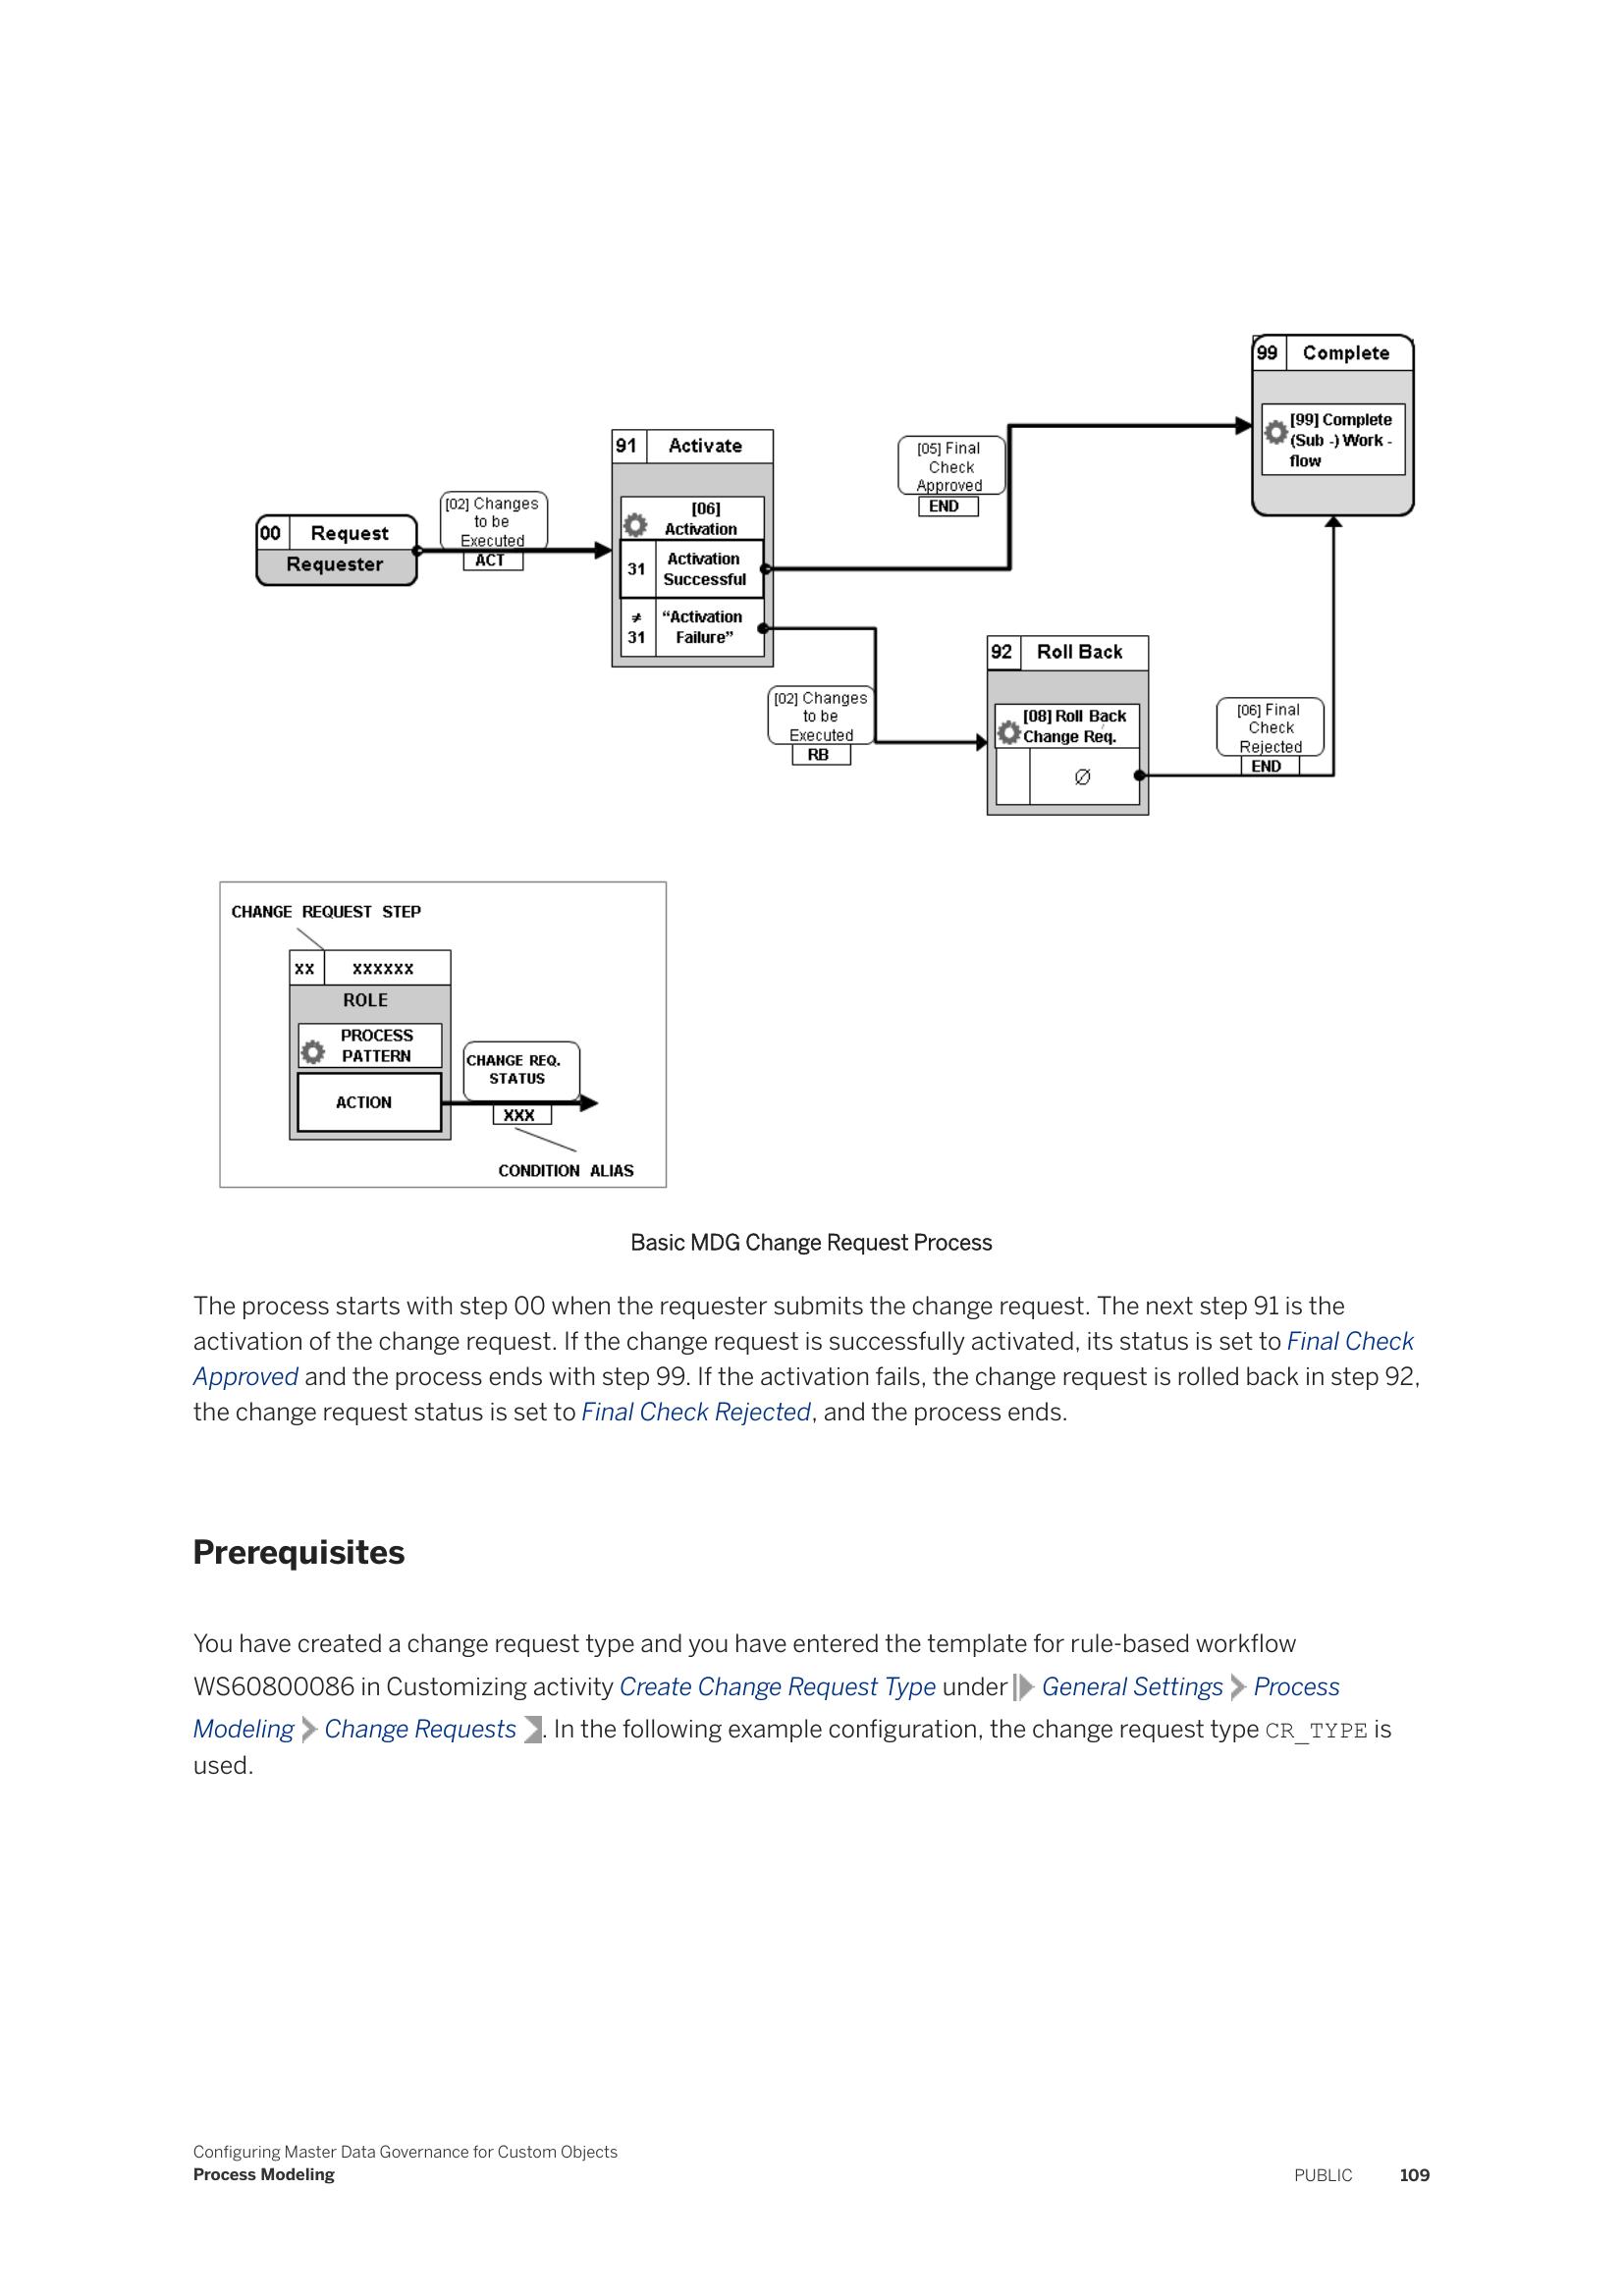 99 Complete
[99] Complete
(Sub -) Work -
flow
91 Activate
[06]
Activation
31 Activation
Successful
≠
31 “Activation
Failure”
[05] Final
Check
Approved
END
00 Request
Requester
[02] Changes
to be
Executed
ACT
[02] Changes
to be
Executed
RB
92 Roll Back
[08] Roll Back
Change Req.
∅
[06] Final
Check
Rejected
END
CHANGE REQUEST STEP
XX XXXXXX
ROLE
PROCESS
PATTERN
ACTION
CHANGE REQ.
STATUS
XXX
CONDITION ALIAS
Basic MDG Change Request Process
The process starts with step 00 when the requester submits the change request. The next step 91 is the
activation of the change request. If the change request is successfully activated, its status is set to Final Check
Approved and the process ends with step 99. If the activation fails, the change request is rolled back in step 92,
the change request status is set to Final Check Rejected, and the process ends.
Prerequisites
You have created a change request type and you have entered the template for rule-based workflow
WS60800086 in Customizing activity Create Change Request Type under General Settings Process
Modeling Change Requests . In the following example configuration, the change request type CR_TYPE is
used.
Configuring Master Data Governance for Custom Objects
Process Modeling
PUBLIC 109